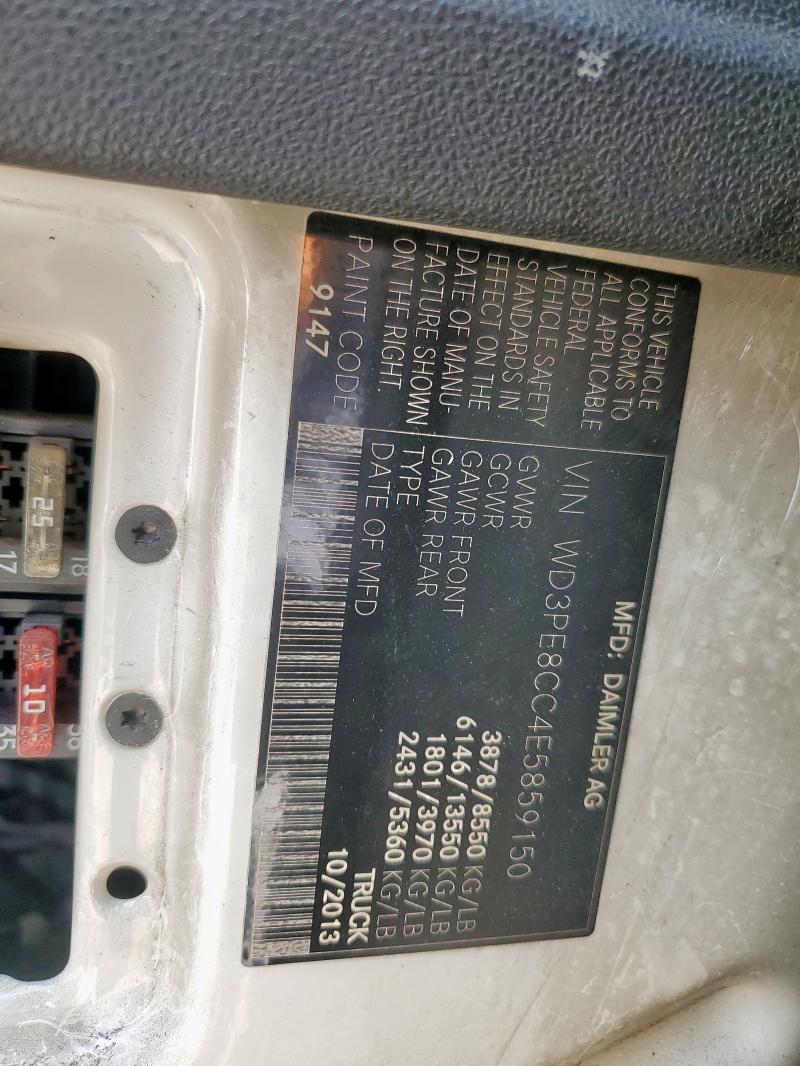 MFD: DAIMLER AG
VIN WD3PE8CC4E5859150
THIS VEHICLE
CONFORMS TO
ALL APPLICABLE
FEDERAL
VEHICLE SAFETY
STANDARDS IN
EFFECT ON THE
DATE OF MANU-
FACTURE SHOWN
ON THE RIGHT.
PAINT CODE
9147
GVWR 3878/8550 KG/LB
GCWR 6146/13550 KG/LB
GAWR FRONT 1801/3970 KG/LB
GAWR REAR 2431/5360 KG/LB
TYPE TRUCK
DATE OF MFD 10/2013
25
17
18
10
35
36